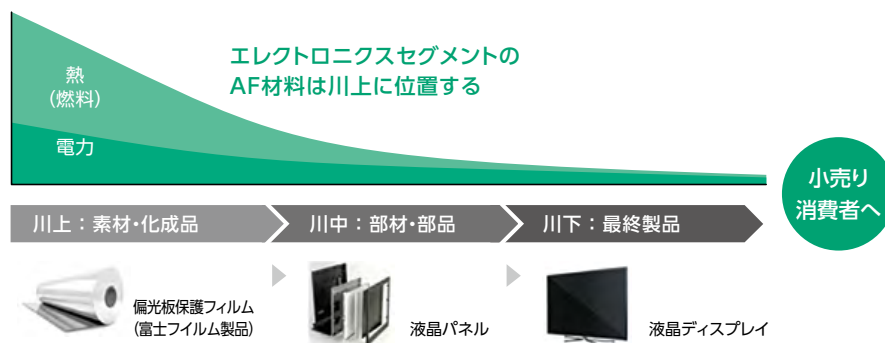 エレクトロニクスセグメントの
AF材料は川上に位置する
熱
(燃料)
電力
小売り
消費者へ
川上：素材・化成品
川中：部材・部品
川下：最終製品
偏光板保護フィルム
(富士フイルム製品)
液晶パネル
液晶ディスプレイ